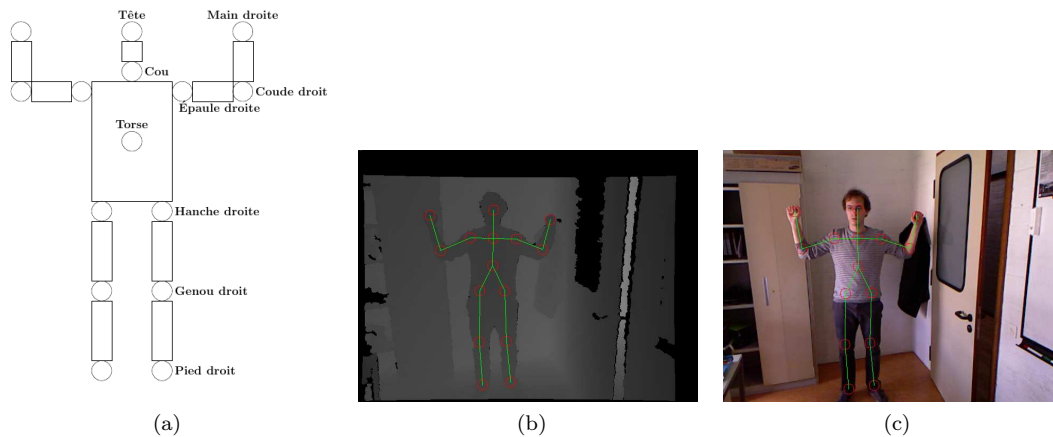 Tête
Main droite
Cou
Coude droit
Épaule droite
Torse
Hanche droite
Genou droit
Pied droit
(a)
(b)
(c)